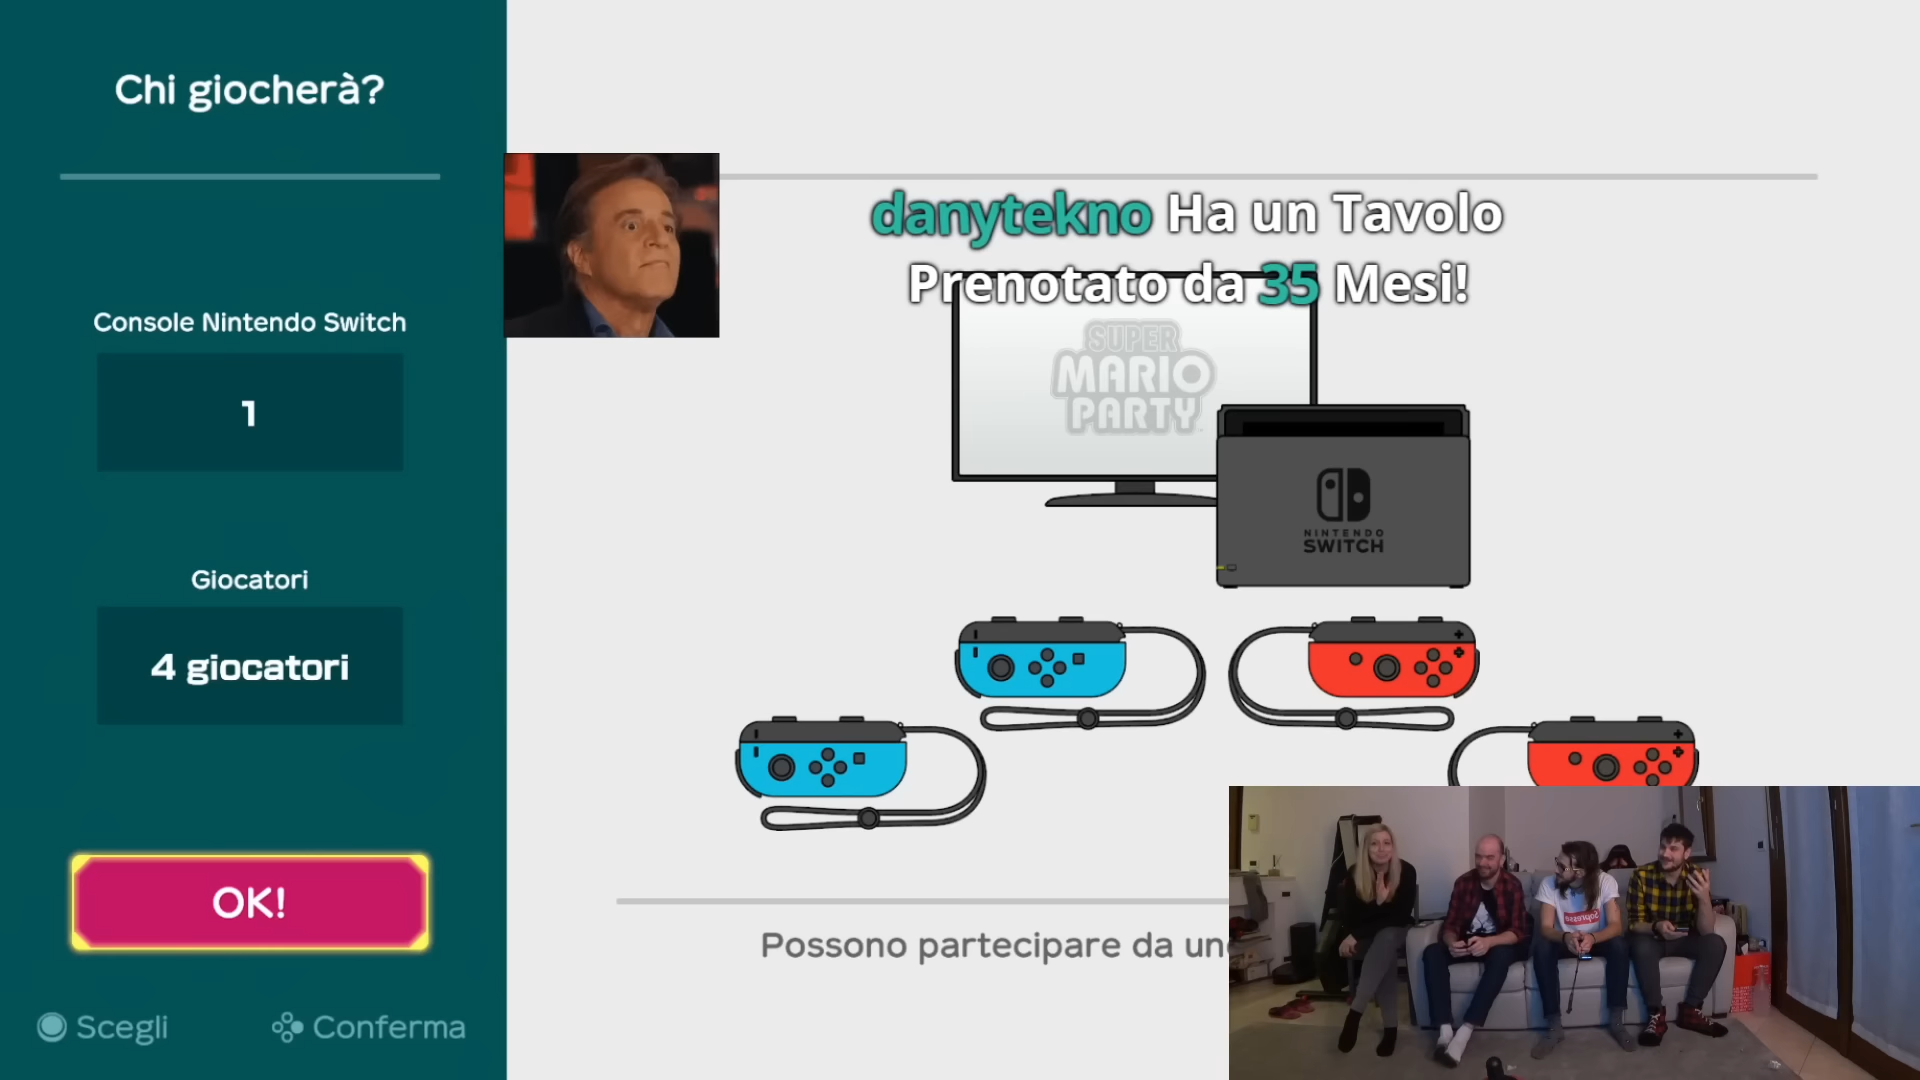 Chi giocherà?
danytekno Ha un Tavolo
Prenotato da 35 Mesi!
Console Nintendo Switch
1
SUPER
MARIO
PARTY
NINTENDO
SWITCH
Giocatori
4 giocatori
OK!
Possono partecipare da
Scegli
Conferma